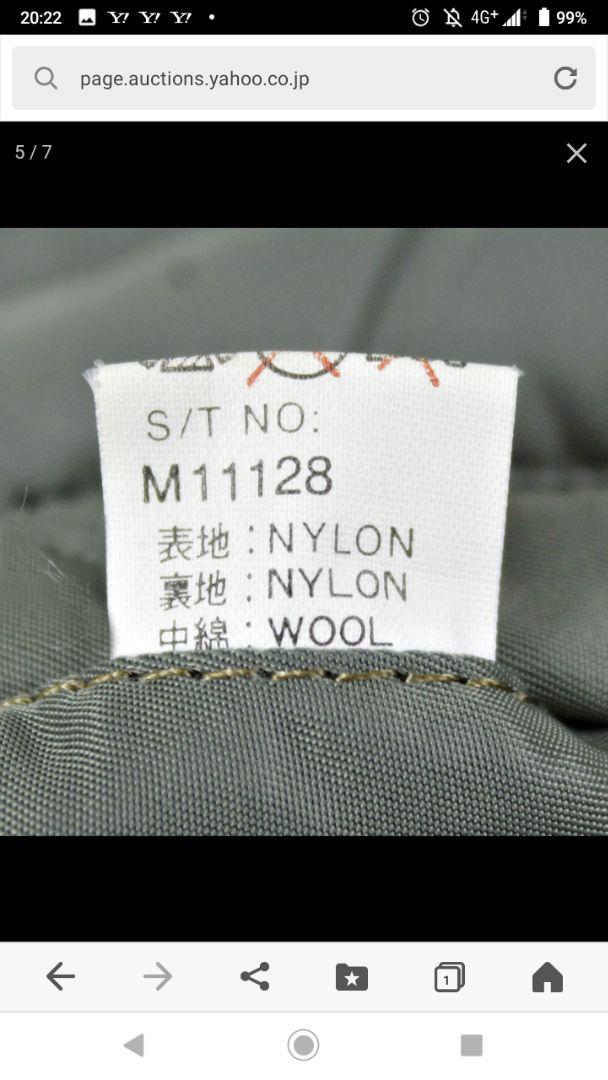 20:22
Y! Y! Y!
4G+
99%
page.auctions.yahoo.co.jp
5 / 7
S/T NO:
M11128
表地:NYLON
裏地:NYLON
中綿:WOOL
1